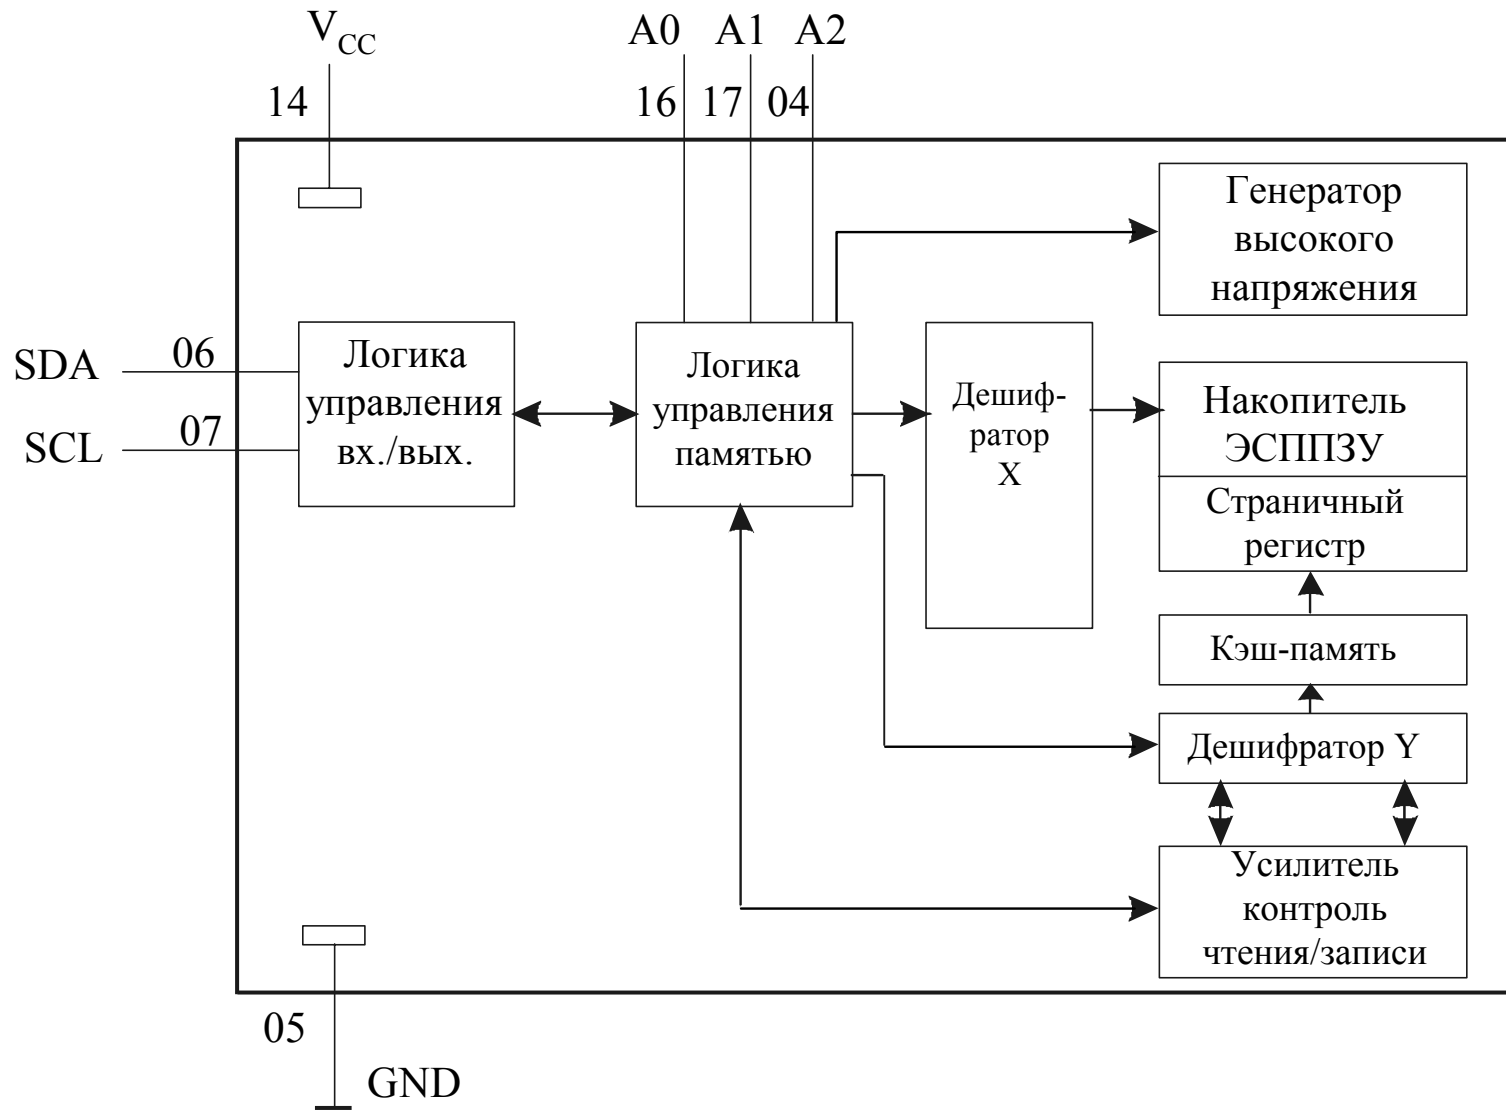 V_CC
A0 A1 A2
14
16 17 04
Генератор
высокого
напряжения
SDA
06
SCL
07
Логика
управления
вх./вых.
Логика
управления
памятью
Дешиф-
ратор
X
Накопитель
ЭСППЗУ
Страничный
регистр
Кэш-память
Дешифратор Y
Усилитель
контроль
чтения/записи
05
GND